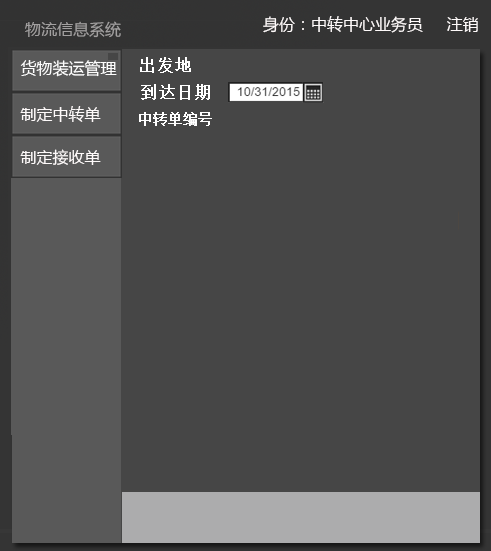 物流信息系统
身份：中转中心业务员 注销
货物装运管理
制定中转单
制定接收单
出发地
到达日期 10/31/2015
中转单编号